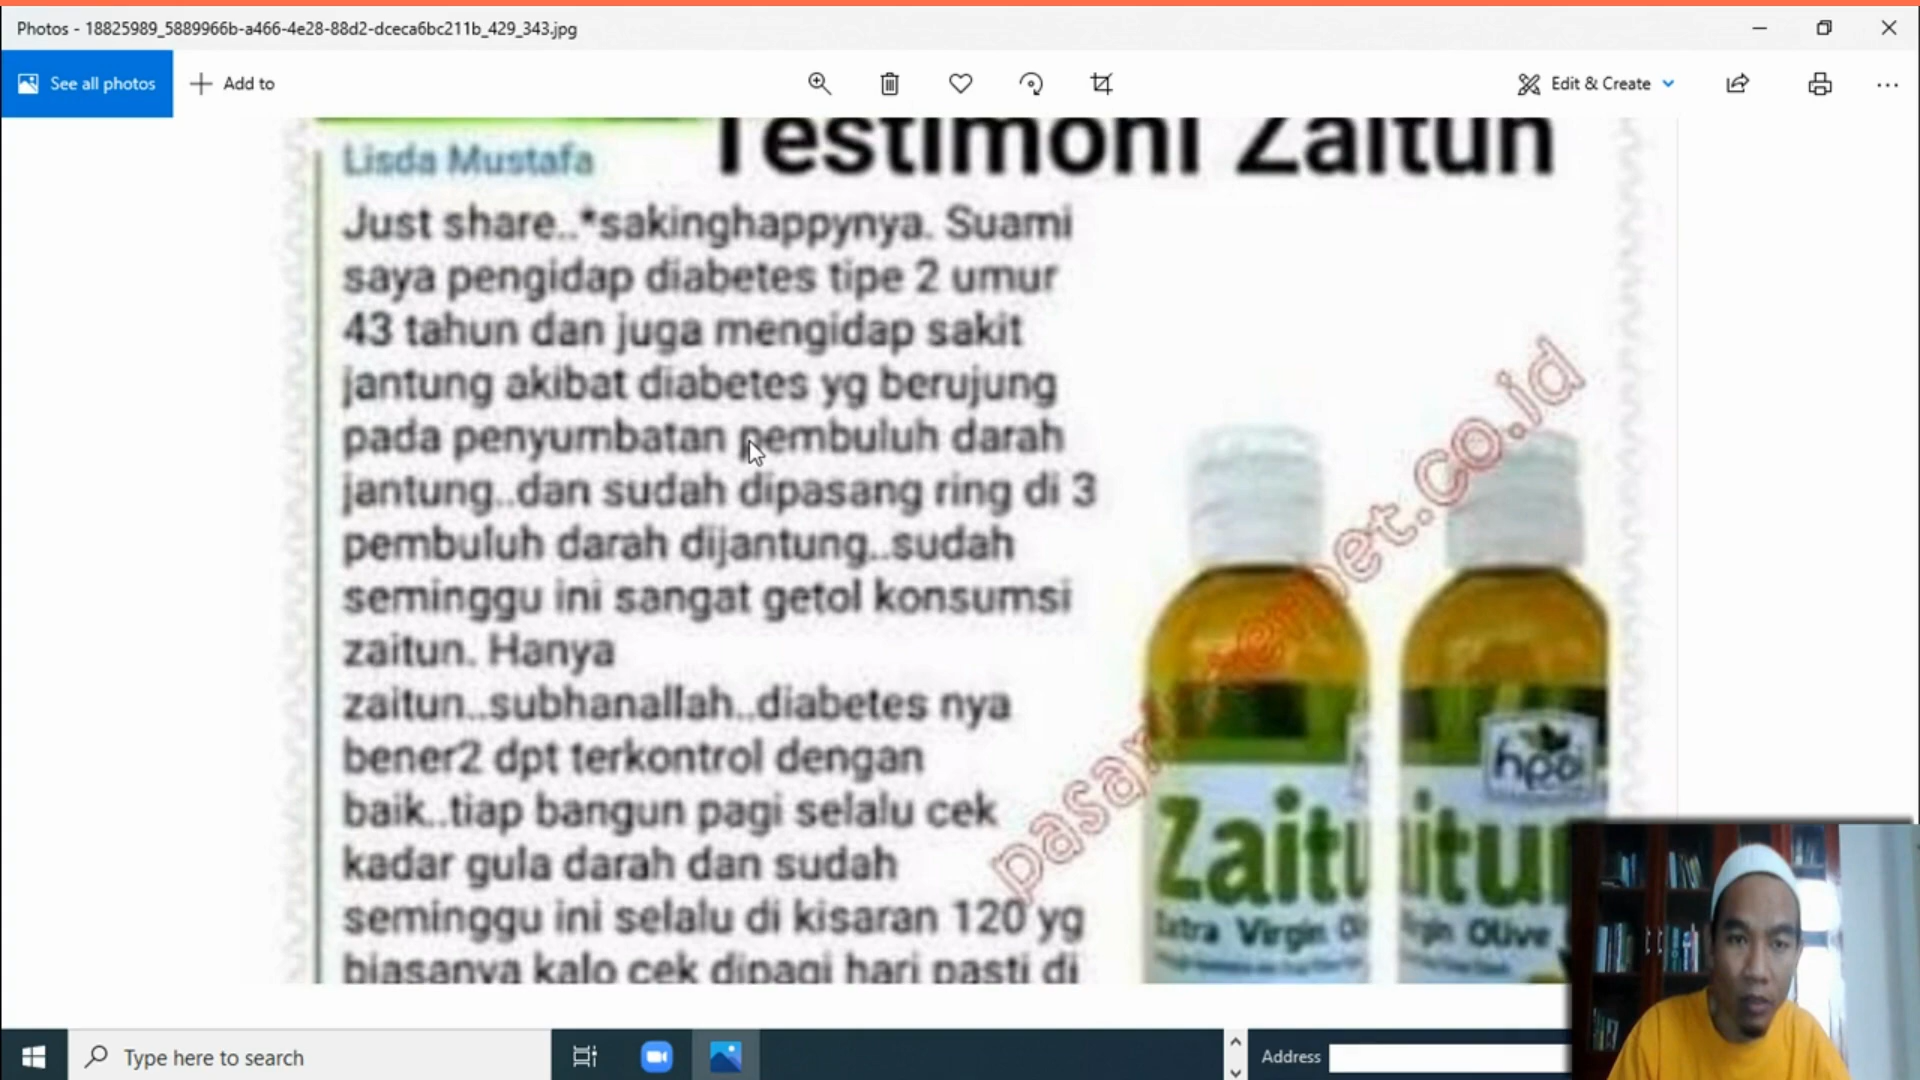 Photos - 18825989_5889966b-a466-4e28-88d2-dceca6bc211b_429_343.jpg
See all photos
Add to
Edit & Create
Testimoni Zaitun
Lisda Mustafa
Just share..*sakinghappynya. Suami
saya pengidap diabetes tipe 2 umur
43 tahun dan juga mengidap sakit
jantung akibat diabetes yg berujung
pada penyumbatan pembuluh darah
jantung..dan sudah dipasang ring di 3
pembuluh darah dijantung..sudah
seminggu ini sangat getol konsumsi
zaitun. Hanya
zaitun..subhanallah..diabetes nya
bener2 dpt terkontrol dengan
baik..tiap bangun pagi selalu cek
kadar gula darah dan sudah
seminggu ini selalu di kisaran 120 yg
biasanya kalo cek dipagi hari pasti di
hpai
Zaitu
itun
Extra Virgin
Virgin Olive
Type here to search
Address